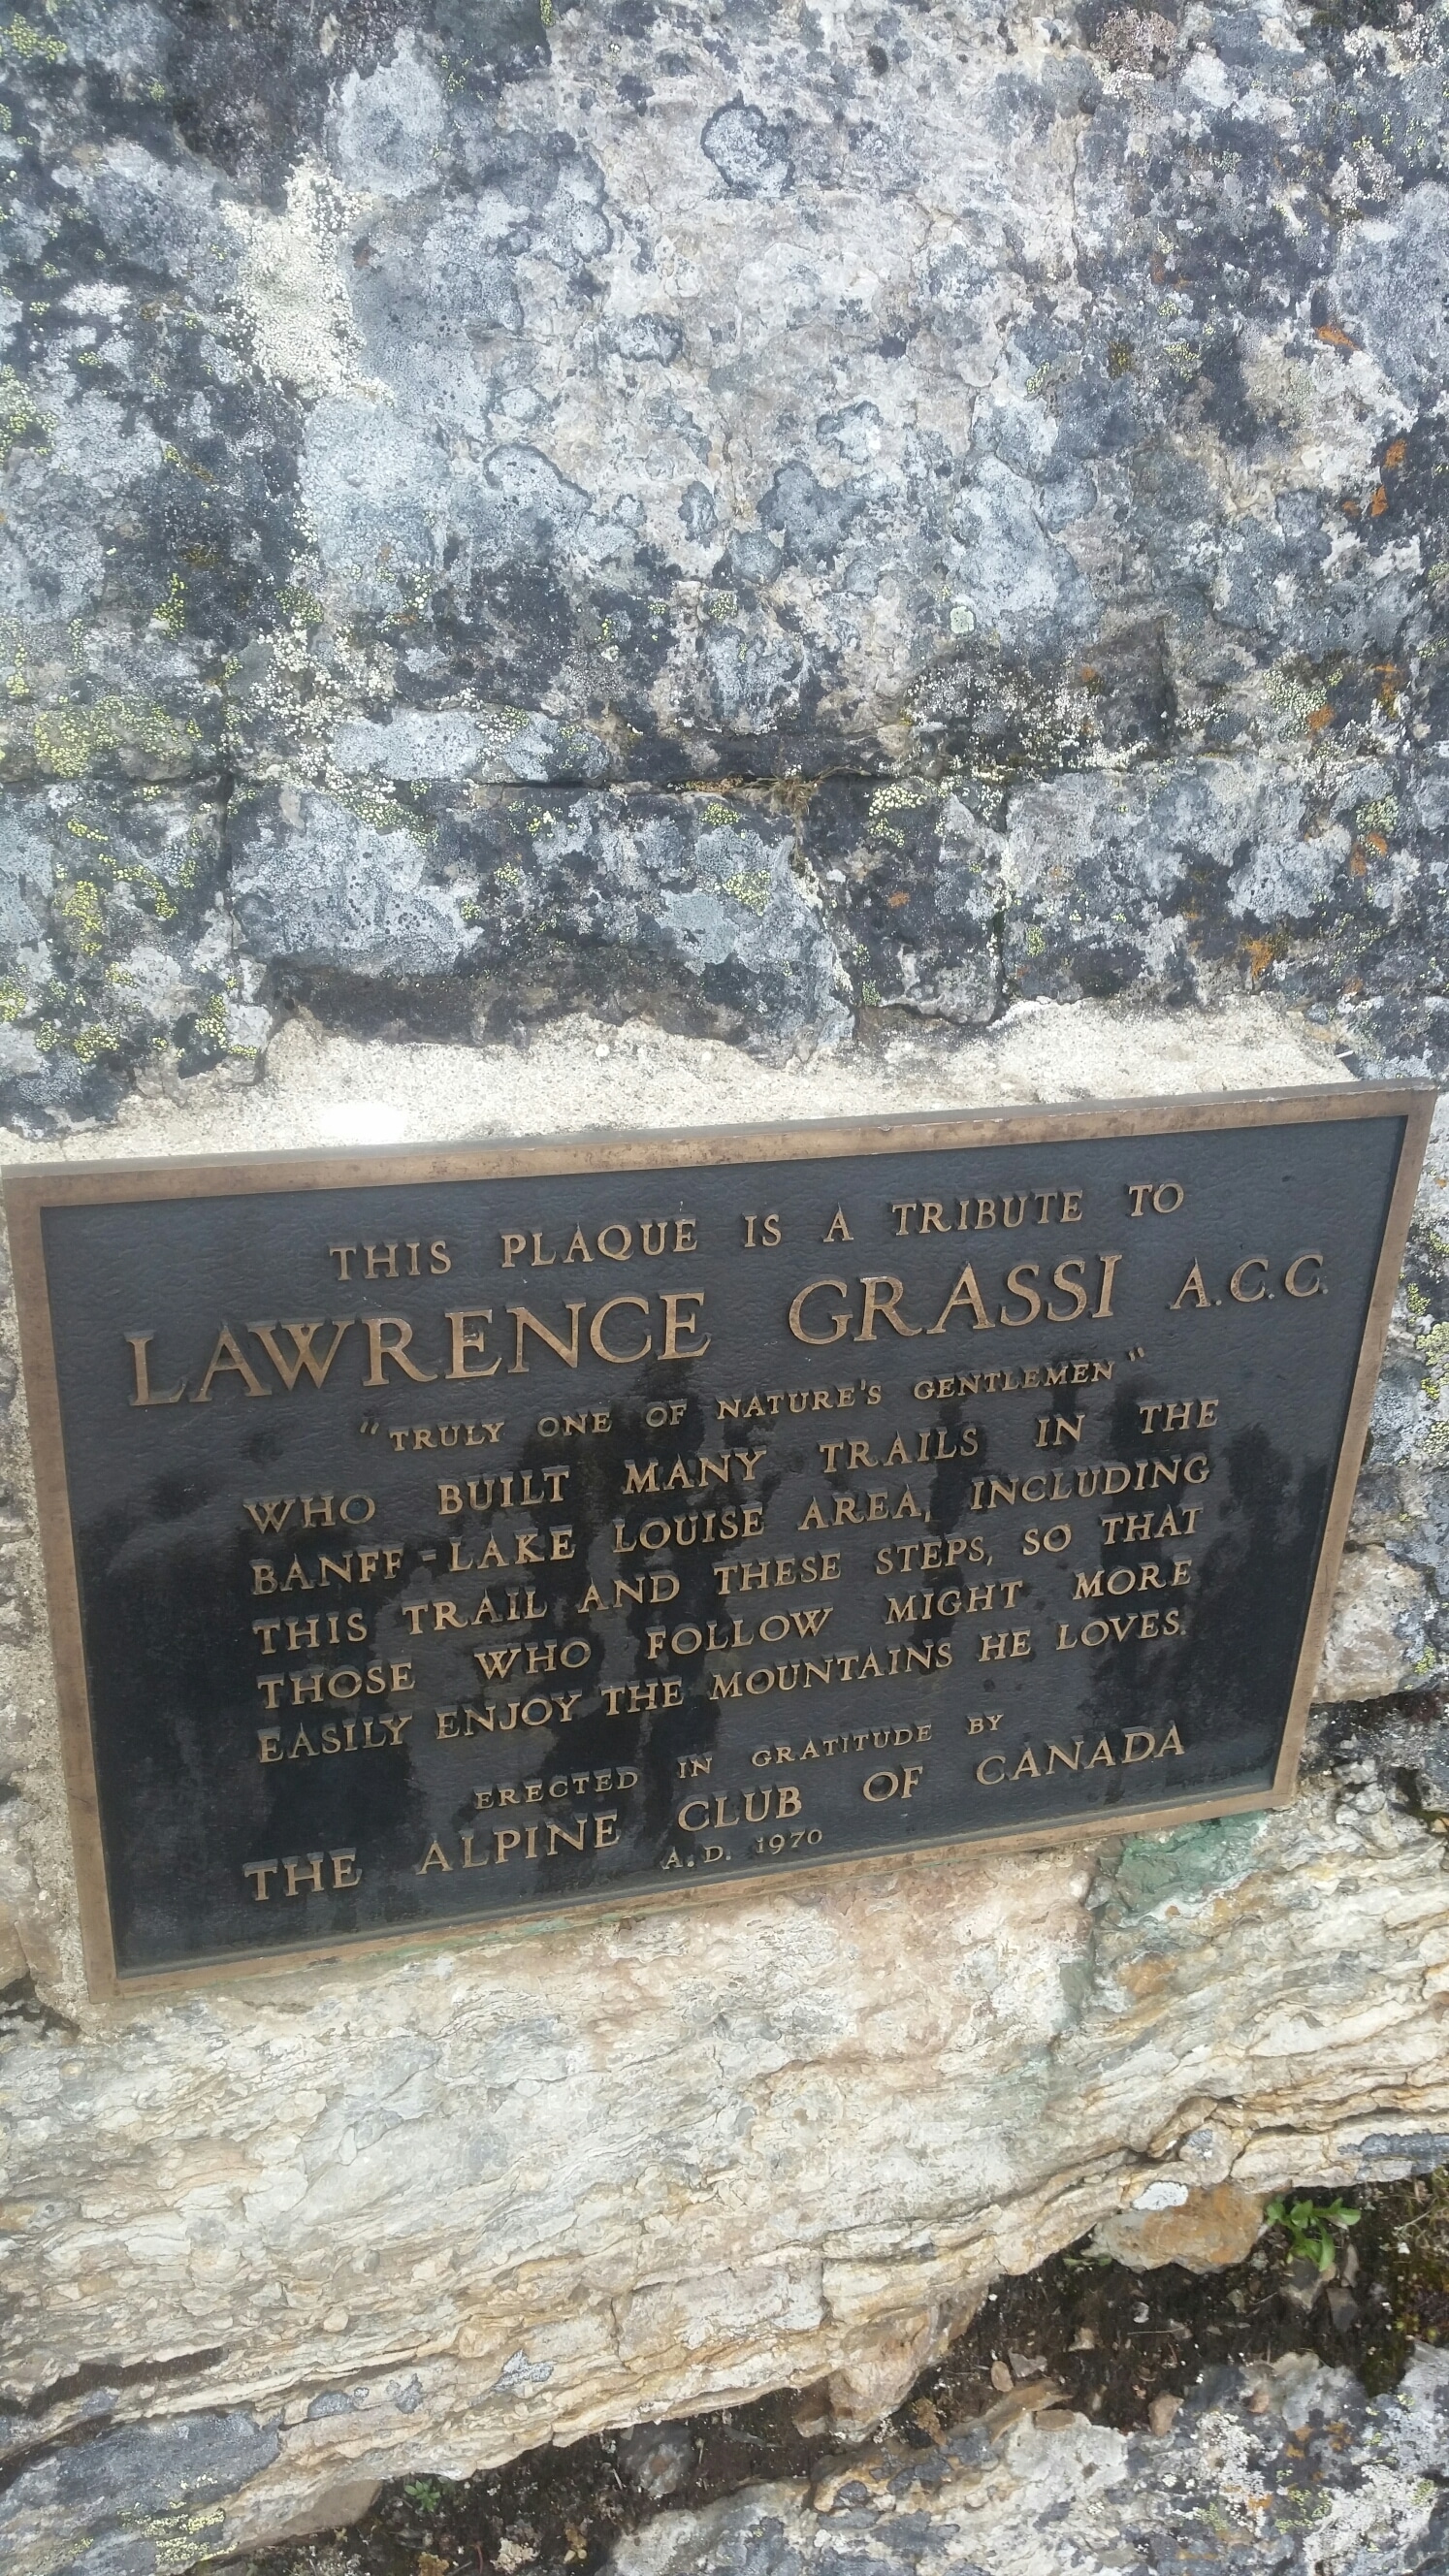 THIS PLAQUE IS A TRIBUTE TO
LAWRENCE GRASSI A.C.C.
"TRULY ONE OF NATURE'S GENTLEMEN"
WHO BUILT MANY TRAILS IN THE
BANFF-LAKE LOUISE AREA, INCLUDING
THIS TRAIL AND THESE STEPS, SO THAT
THOSE WHO FOLLOW MIGHT MORE
EASILY ENJOY THE MOUNTAINS HE LOVES.
ERECTED IN GRATITUDE BY
THE ALPINE CLUB OF CANADA
A.D. 1970